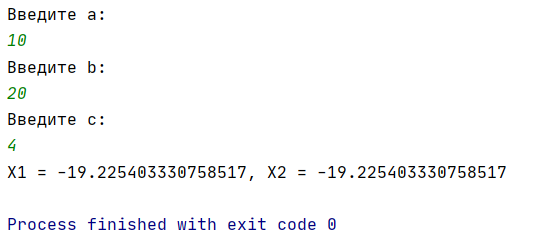 Введите a:
10
Введите b:
20
Введите c:
4
X1 = -19.225403330758517, X2 = -19.225403330758517
Process finished with exit code 0